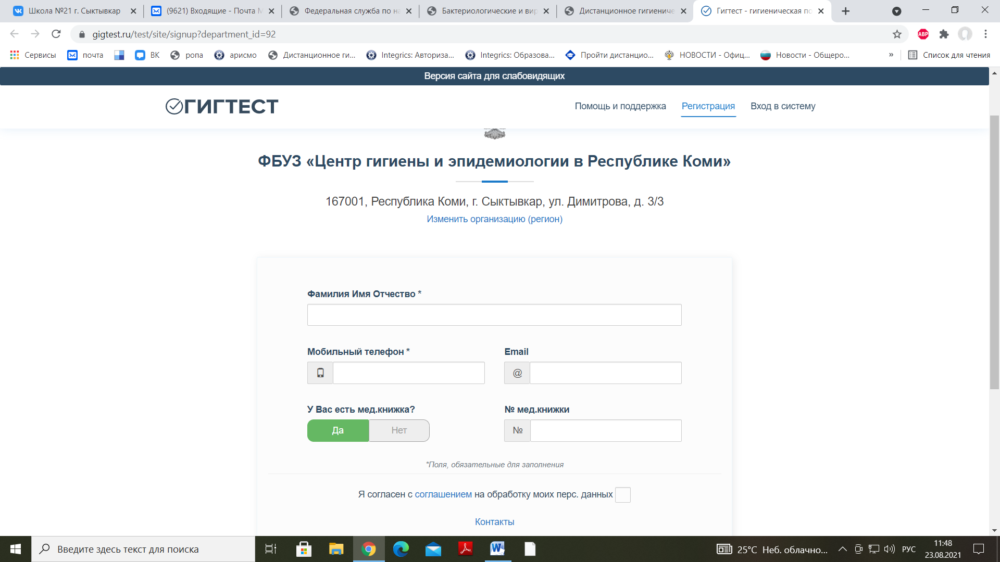 Школа №21 г. Сыктывкар
(9621) Входящие - Почта М
Федеральная служба по на
Бактериологические и вир
Дистанционное гигиениче
Гигтест - гигиеническая по
gigtest.ru/test/site/signup?department_id=92
ABP
Сервисы
почта
ВК
ропа
арисмо
Дистанционное ги...
Integrics: Авториза...
Integrics: Образова...
Пройти дистанцио...
НОВОСТИ - Офиц...
Новости - Общеро...
»
Список для чтения
Версия сайта для слабовидящих
ГИГТЕСТ
Помощь и поддержка
Регистрация
Вход в систему
ФБУЗ «Центр гигиены и эпидемиологии в Республике Коми»
167001, Республика Коми, г. Сыктывкар, ул. Димитрова, д. 3/3
Изменить организацию (регион)
Фамилия Имя Отчество *
Мобильный телефон *
Email
@
У Вас есть мед.книжка?
№ мед.книжки
Да
Нет
№
*Поля, обязательные для заполнения
Я согласен с соглашением на обработку моих перс. данных
Контакты
Введите здесь текст для поиска
25°C Неб. облачно...
РУС
11:48
23.08.2021